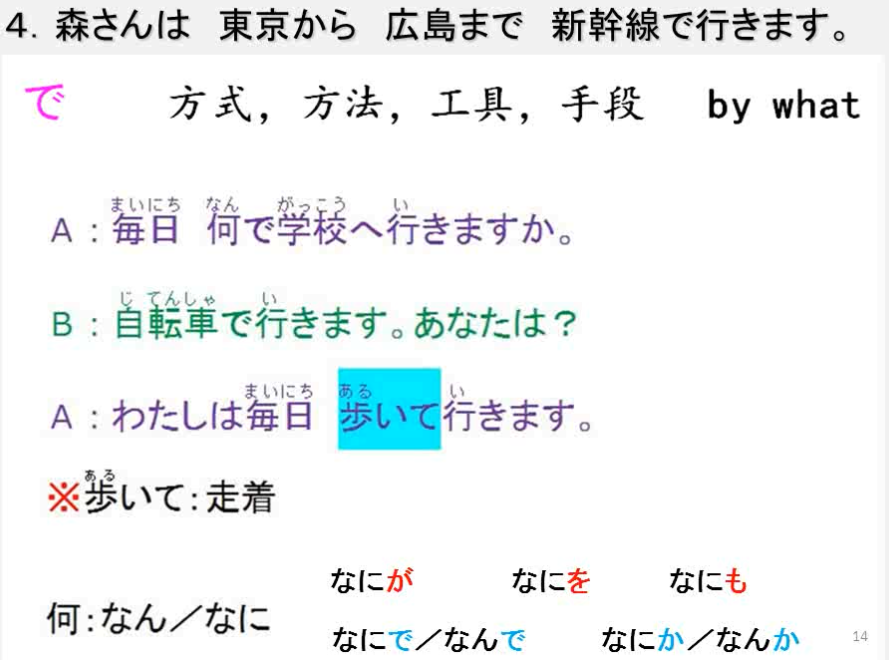 4．森さんは　東京から　広島まで　新幹線で行きます。
で　方式，方法，工具，手段　by what
まいにち　なん　がっこう　い
A：毎日　何で学校へ行きますか。
じてんしゃ　い
B：自転車で行きます。あなたは？
まいにち　ある　い
A：わたしは毎日　歩いて行きます。
ある
※歩いて：走着
なにが　なにを　なにも
何：なん／なに
なにで／なんで　なにか／なんか
14